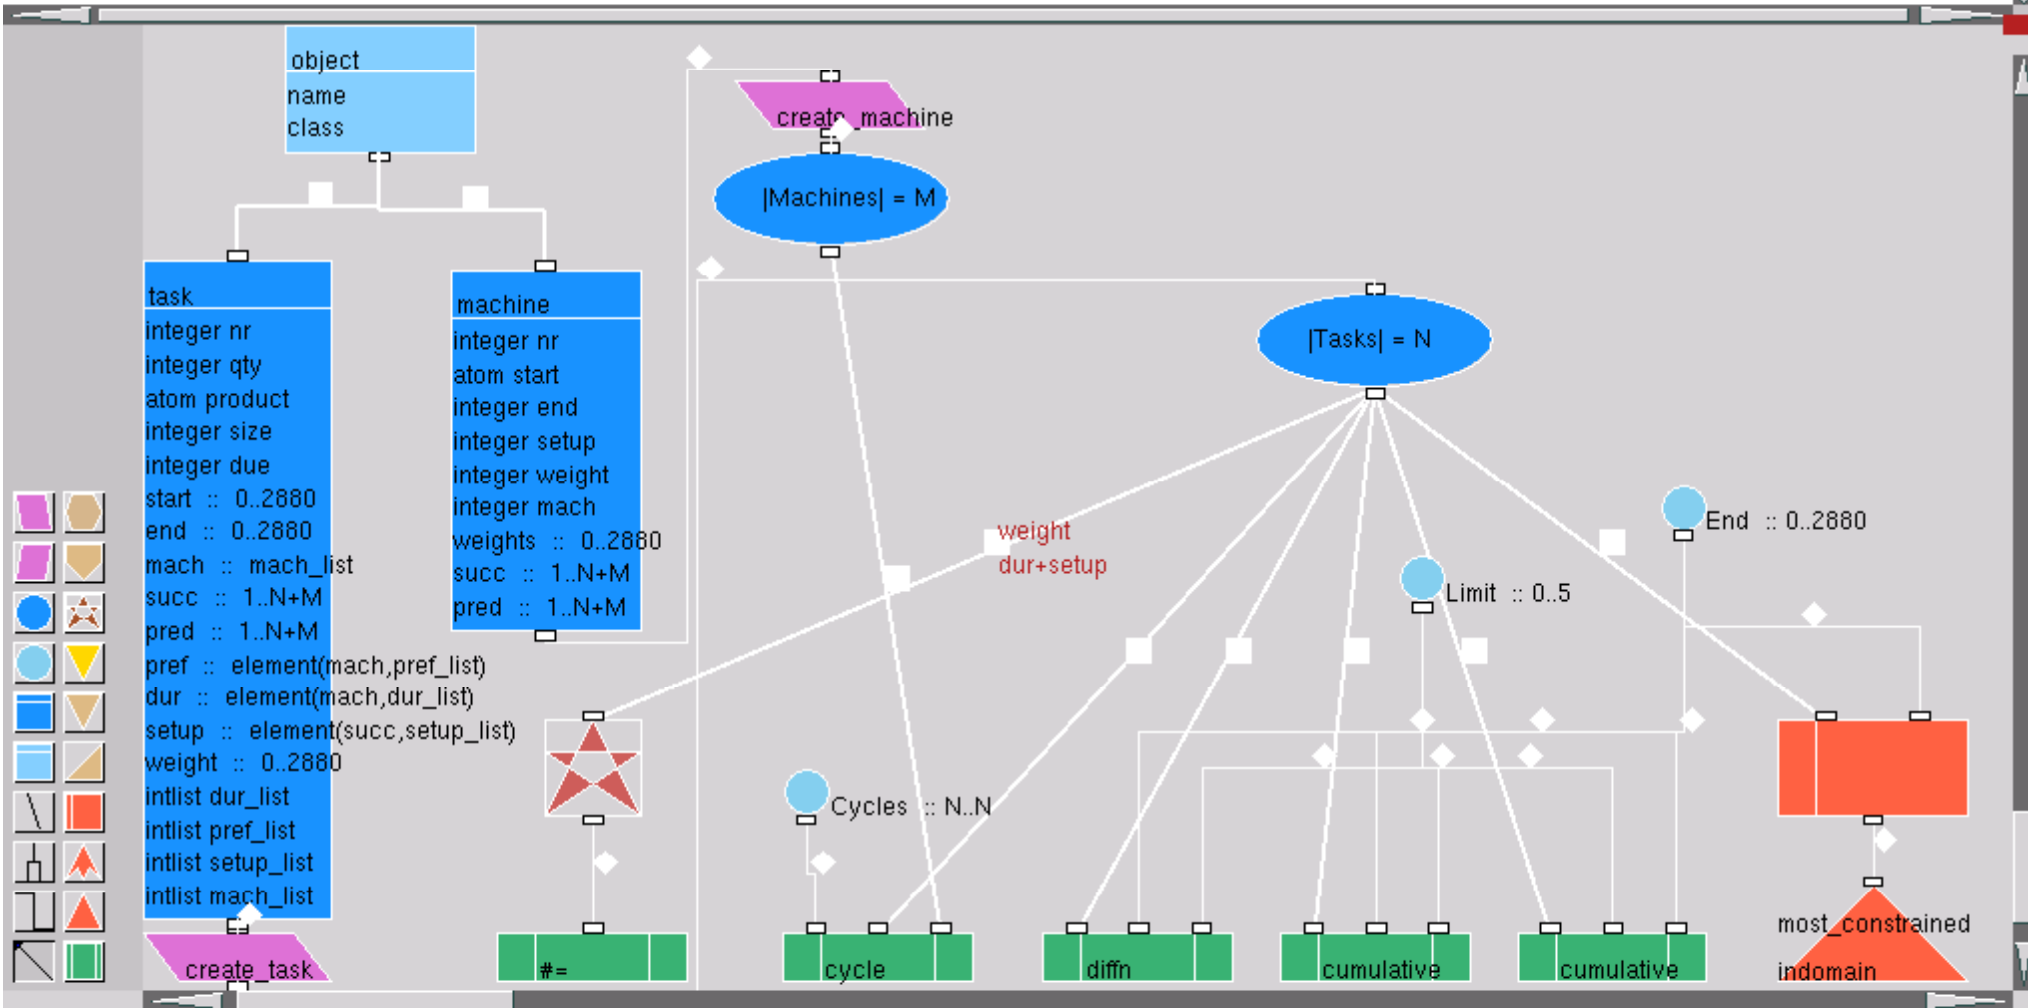 object
name
class
create_machine
|Machines| = M
task
integer nr
integer qty
atom product
integer size
integer due
start :: 0..2880
end :: 0..2880
mach :: mach_list
succ :: 1..N+M
pred :: 1..N+M
pref :: element(mach,pref_list)
dur :: element(mach,dur_list)
setup :: element(succ,setup_list)
weight :: 0..2880
intlist dur_list
intlist pref_list
intlist setup_list
intlist mach_list
create_task
machine
integer nr
atom start
integer end
integer setup
integer weight
integer mach
weights :: 0..2880
succ :: 1..N+M
pred :: 1..N+M
|Tasks| = N
weight
dur+setup
End :: 0..2880
Limit :: 0..5
Cycles :: N..N
#=
cycle
diffn
cumulative
cumulative
most_constrained
indomain